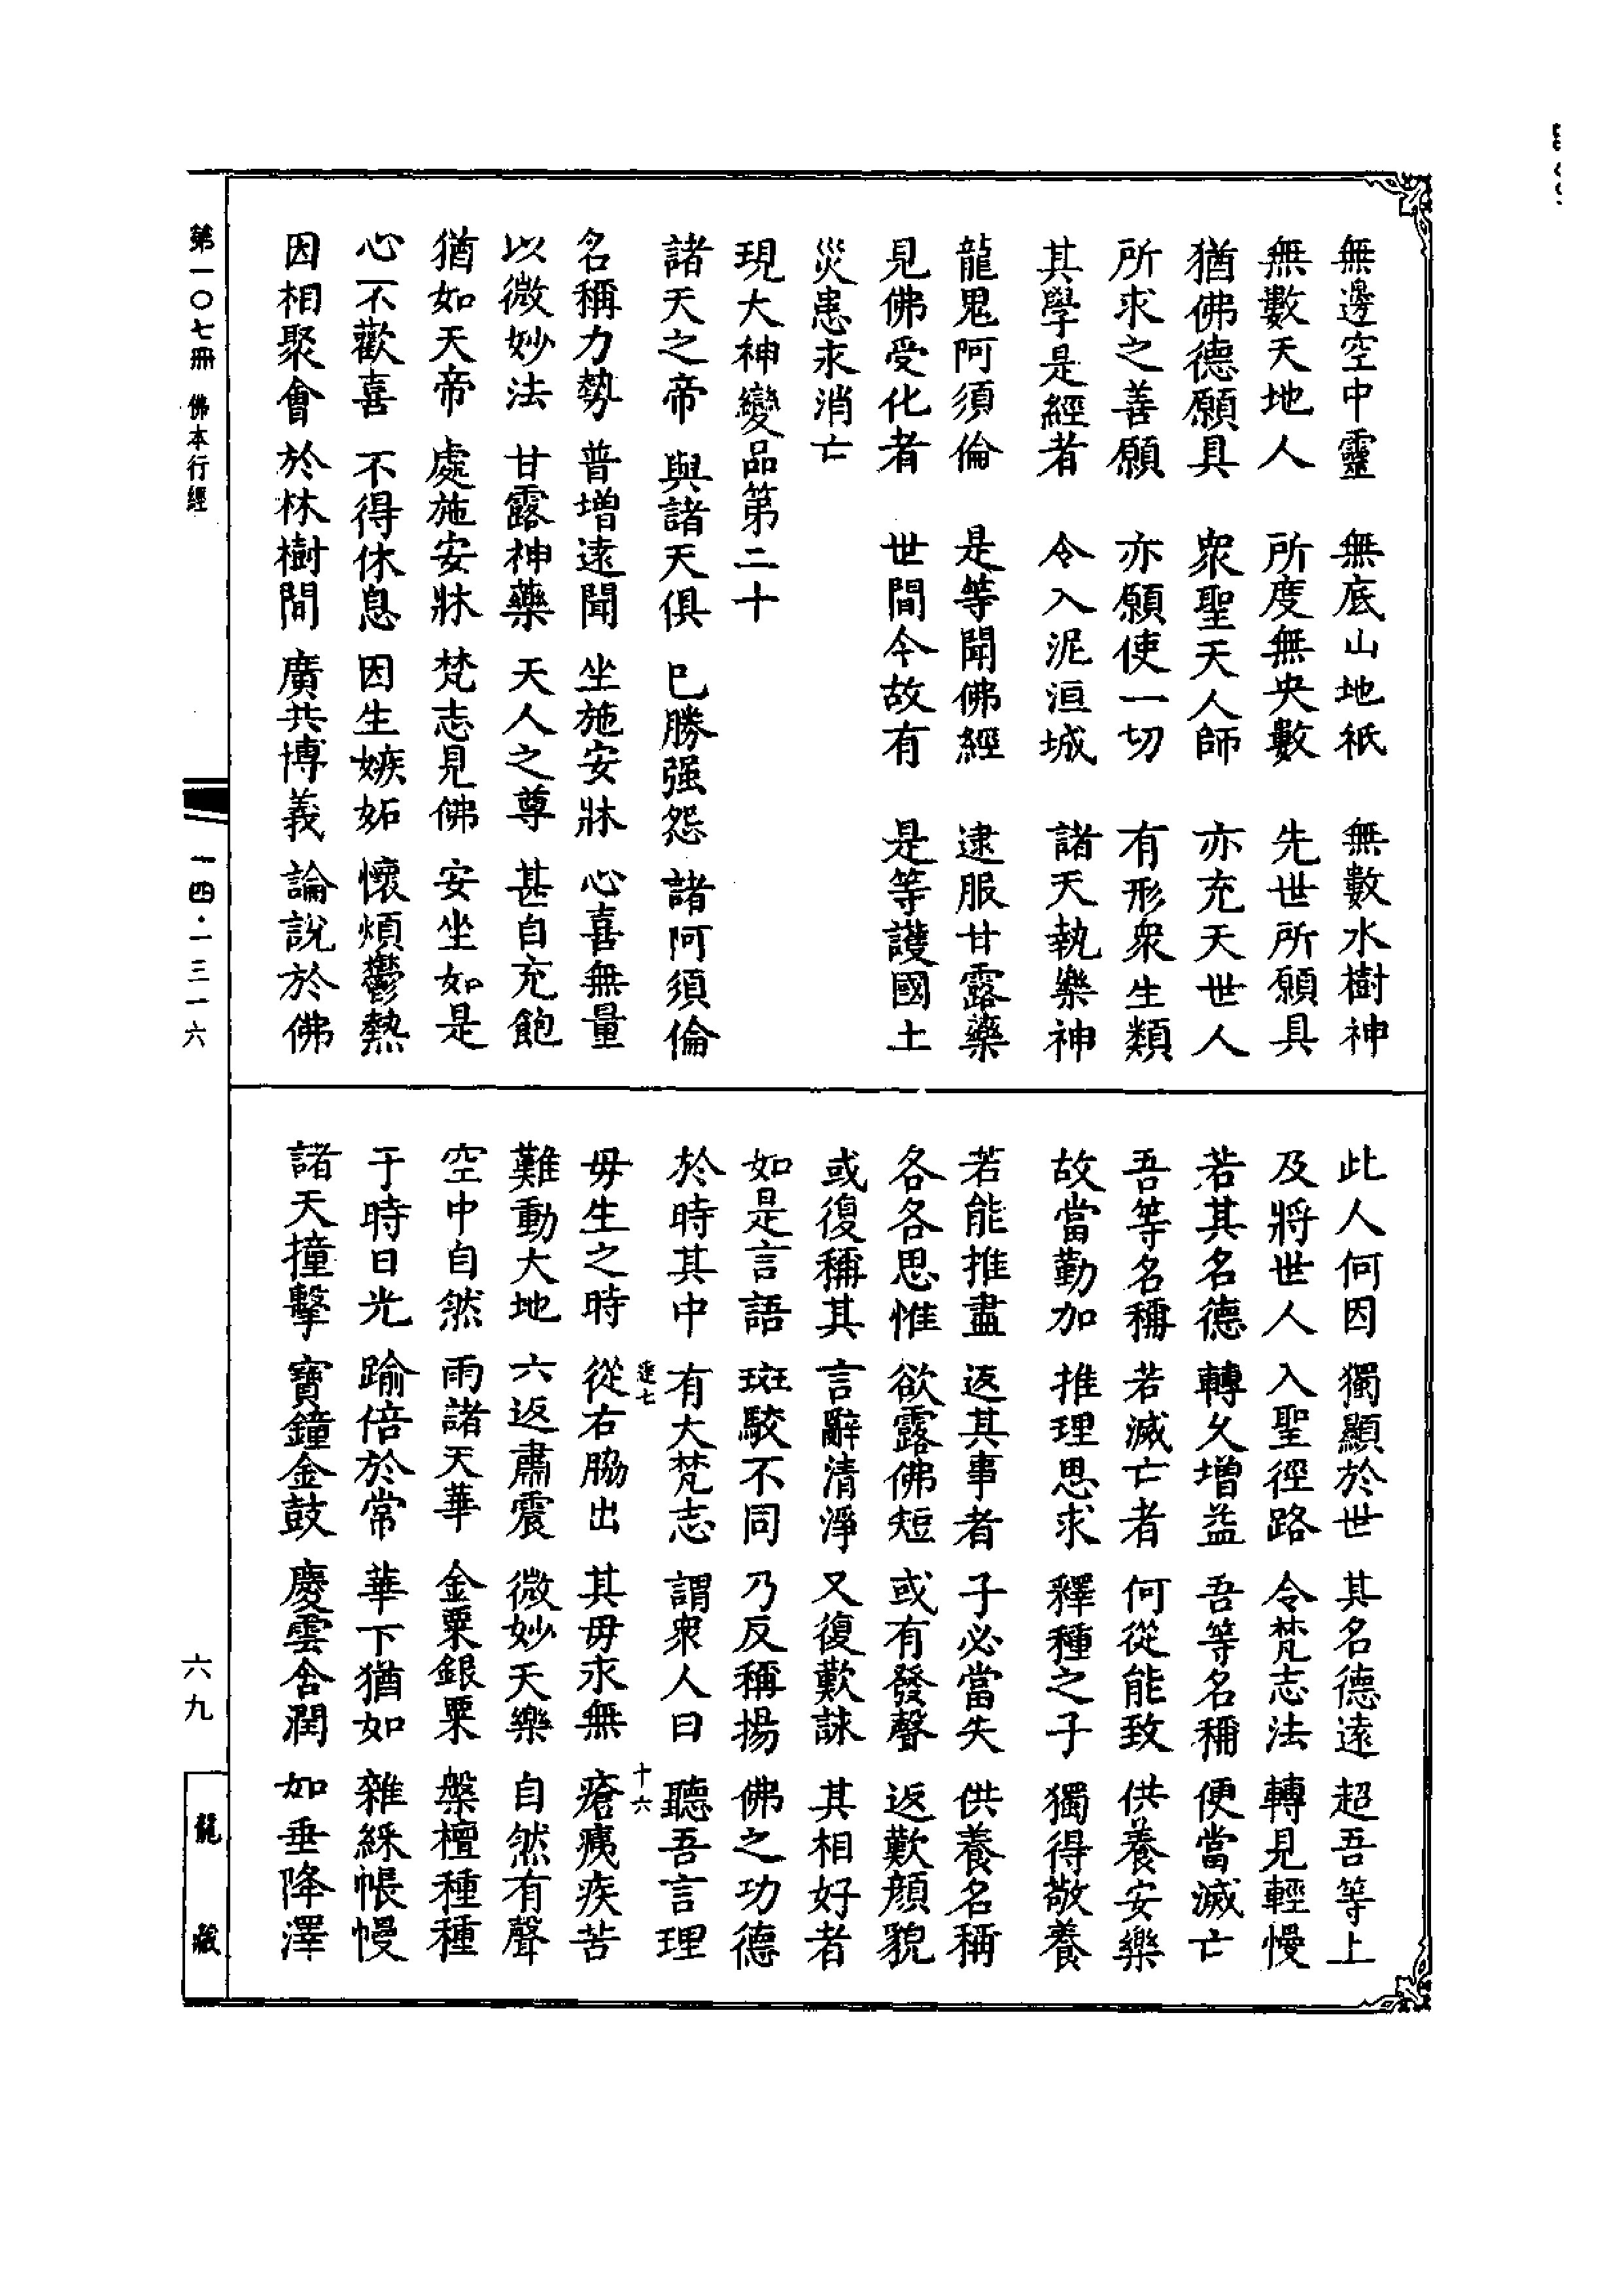 無邊空中靈　無底山地祇　無數水樹神
無數天地人　所度無央數　先世所願具
猶佛德願具　眾聖天人師　亦充天世人
所求之善願　亦願使一切　有形眾生類
其學是經者　令入泥洹城　諸天執樂神
龍鬼阿須倫　是等聞佛經　逮服甘露藥
見佛受化者　世間今故有　是等護國土
災患永消亡
現大神變品第二十
諸天之帝　與諸天俱　已勝强怨　諸阿須倫
名稱力勢　普增遠聞　坐施安牀　心喜無量
以微妙法　甘露神藥　天人之尊　甚自充飽
猶如天帝　處施安牀　梵志見佛　安坐如是
心不歡喜　不得休息　因生嫉妬　懷煩鬱熱
因相聚會　於林樹間　廣共博義　論說於佛
此人何因　獨顯於世　其名德遠　超吾等上
及將世人　入聖徑路　令梵志法　轉見輕慢
若其名德　轉久增益　吾等名稱　便當滅亡
吾等名稱　若滅亡者　何從能致　供養安樂
故當勤加　推理思求　釋種之子　獨得敬養
若能推盡　返其事者　子必當失　供養名稱
各各思惟　欲露佛短　或有發聲　返歎顏貌
或復稱其　言辭清淨　又復歎詠　其相好者
如是言語　斑駮不同　乃反稱揚　佛之功德
於時其中　有大梵志　謂眾人曰　聽吾言理
十六
毋生之時　從右脇出　其毋永無　瘡痍疾苦
難動大地　六返肅震　微妙天樂　自然有聲
空中自然　雨諸天華　金粟銀粟　槃檀種種
于時日光　踰倍於常　華下猶如　雜綵帳幔
諸天撞擊　寶鐘金鼓　慶雲含潤　如垂降澤
第一〇七冊　佛本行經
一四·一三一六
六九
龍藏